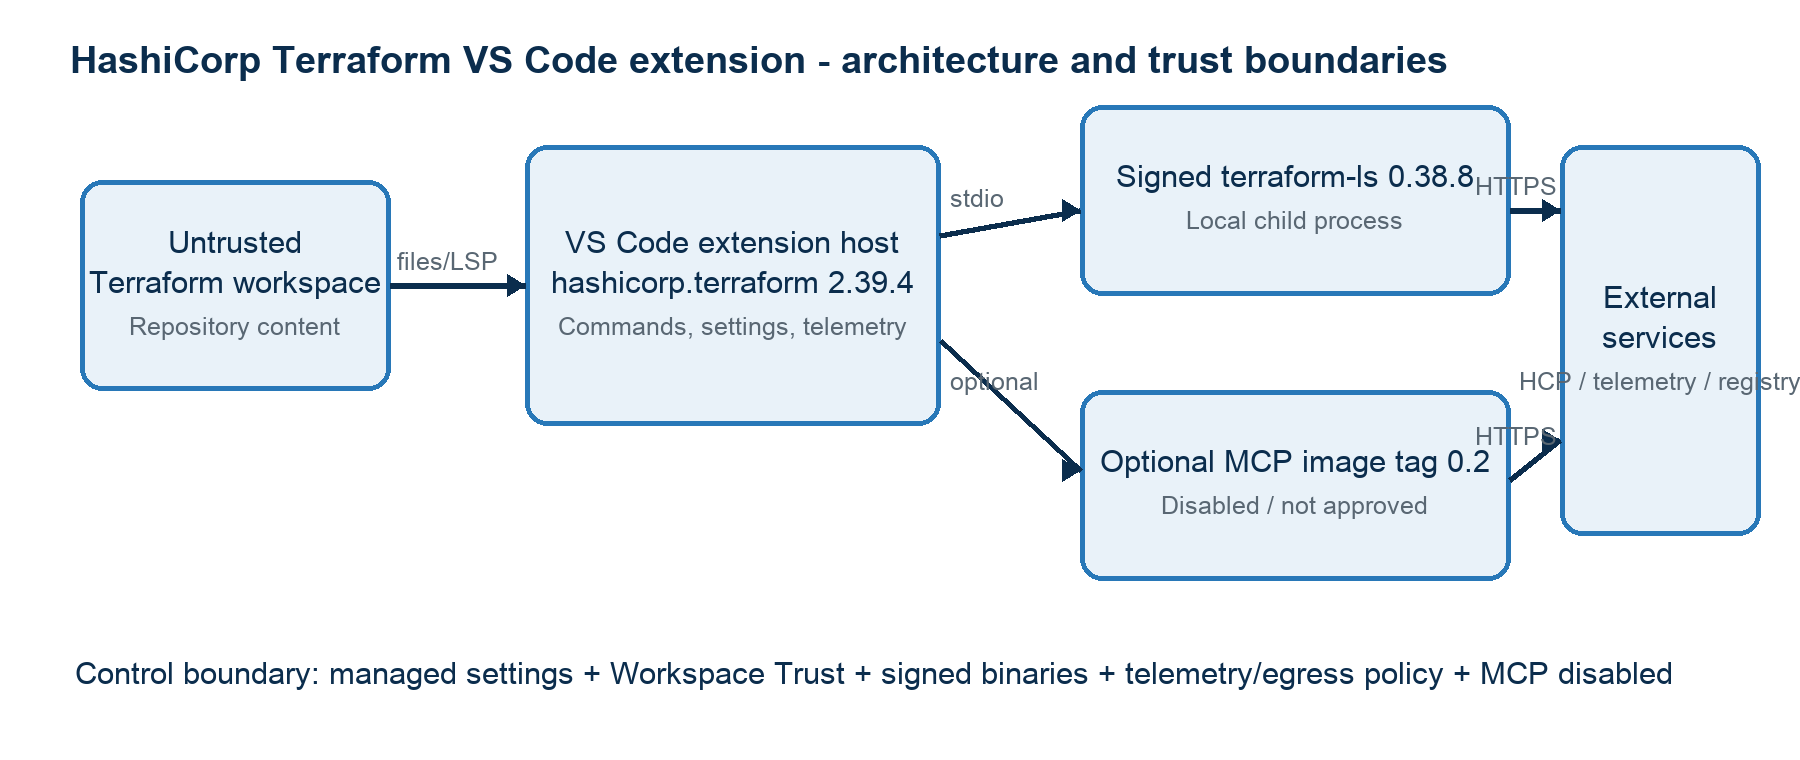 HashiCorp Terraform VS Code extension - architecture and trust boundaries
Untrusted
Terraform workspace
Repository content
files/LSP
VS Code extension host
hashicorp.terraform 2.39.4
Commands, settings, telemetry
stdio
optional
Signed terraform-ls 0.38.8
Local child process
HTTPS
Optional MCP image tag 0.2
Disabled / not approved
HTTPS
External
services
HCP / telemetry / registry
Control boundary: managed settings + Workspace Trust + signed binaries + telemetry/egress policy + MCP disabled